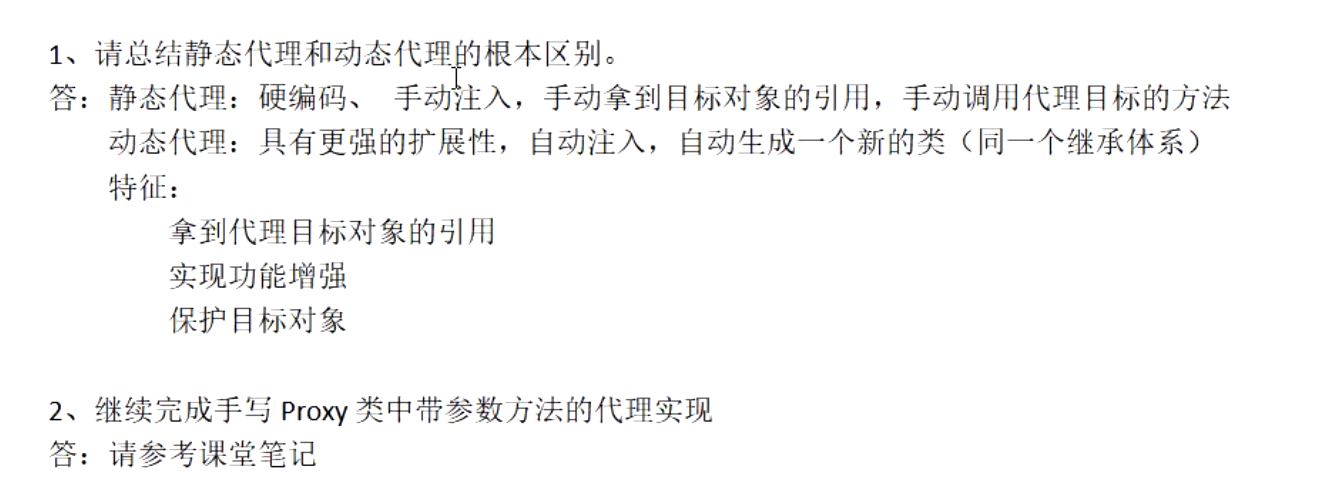 1、请总结静态代理和动态代理的根本区别。
答：静态代理：硬编码、 手动注入，手动拿到目标对象的引用，手动调用代理目标的方法
动态代理：具有更强的扩展性，自动注入，自动生成一个新的类（同一个继承体系）
特征：
拿到代理目标对象的引用
实现功能增强
保护目标对象
2、继续完成手写 Proxy 类中带参数方法的代理实现
答：请参考课堂笔记